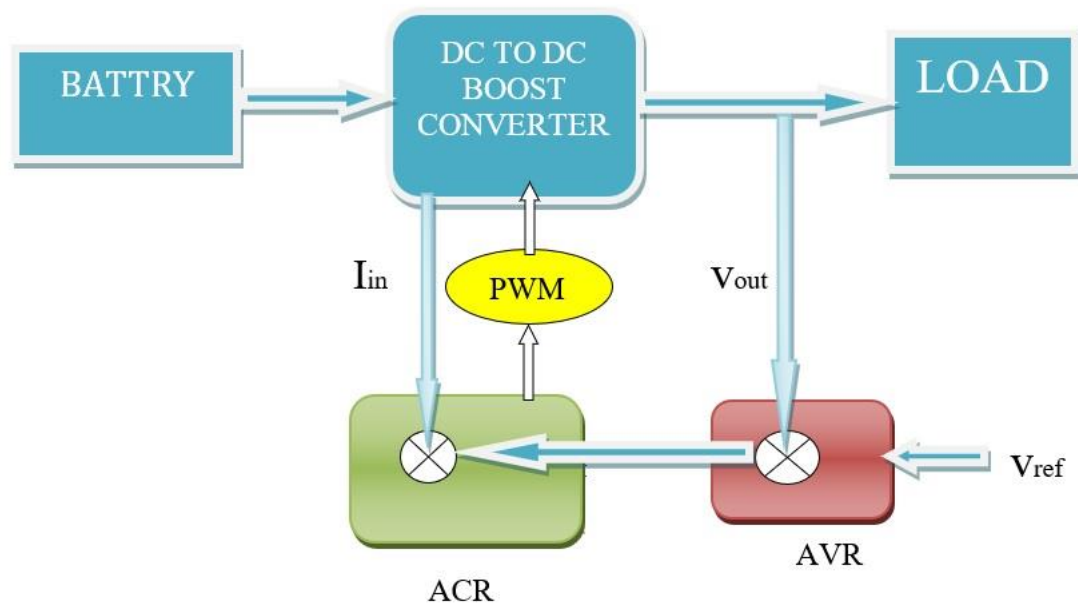 BATTRY
DC TO DC
BOOST
CONVERTER
LOAD
Iin
PWM
Vout
Vref
AVR
ACR